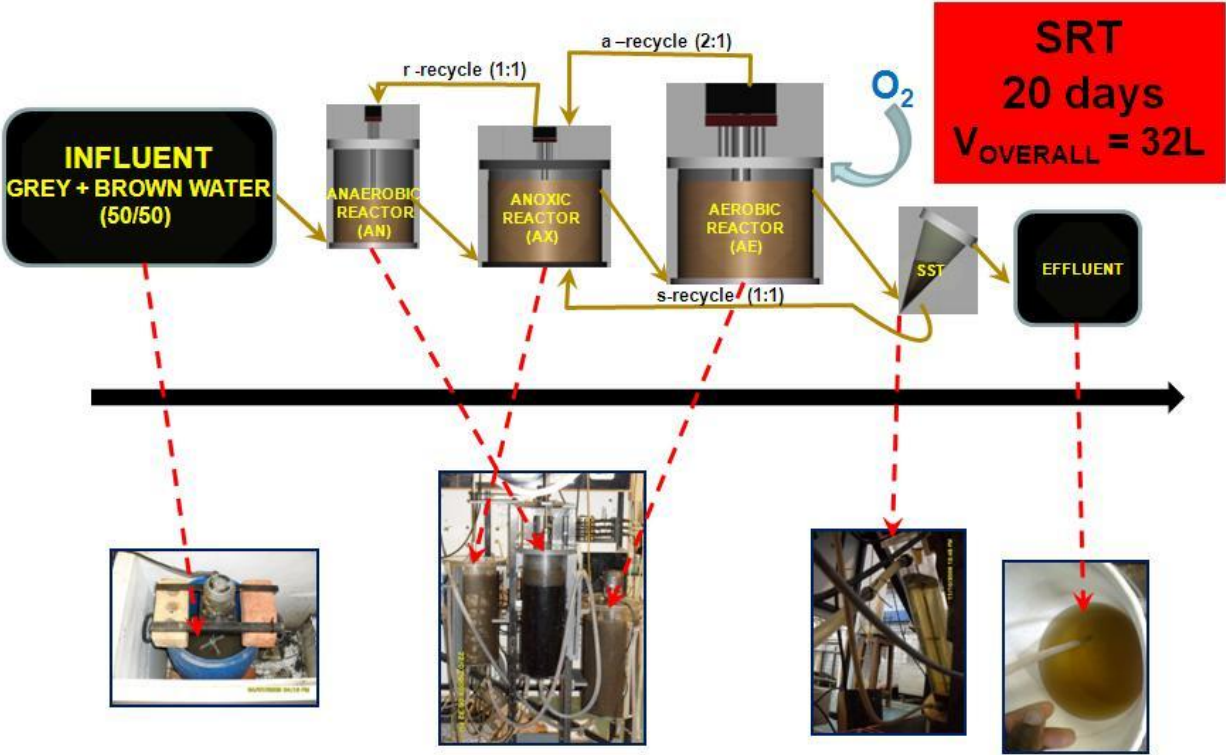 a –recycle (2:1)
r -recycle (1:1)
O2
SRT
20 days
VOVERALL = 32L
INFLUENT
GREY + BROWN WATER
(50/50)
ANAEROBIC
REACTOR
(AN)
ANOXIC
REACTOR
(AX)
AEROBIC
REACTOR
(AE)
SST
EFFLUENT
s-recycle (1:1)